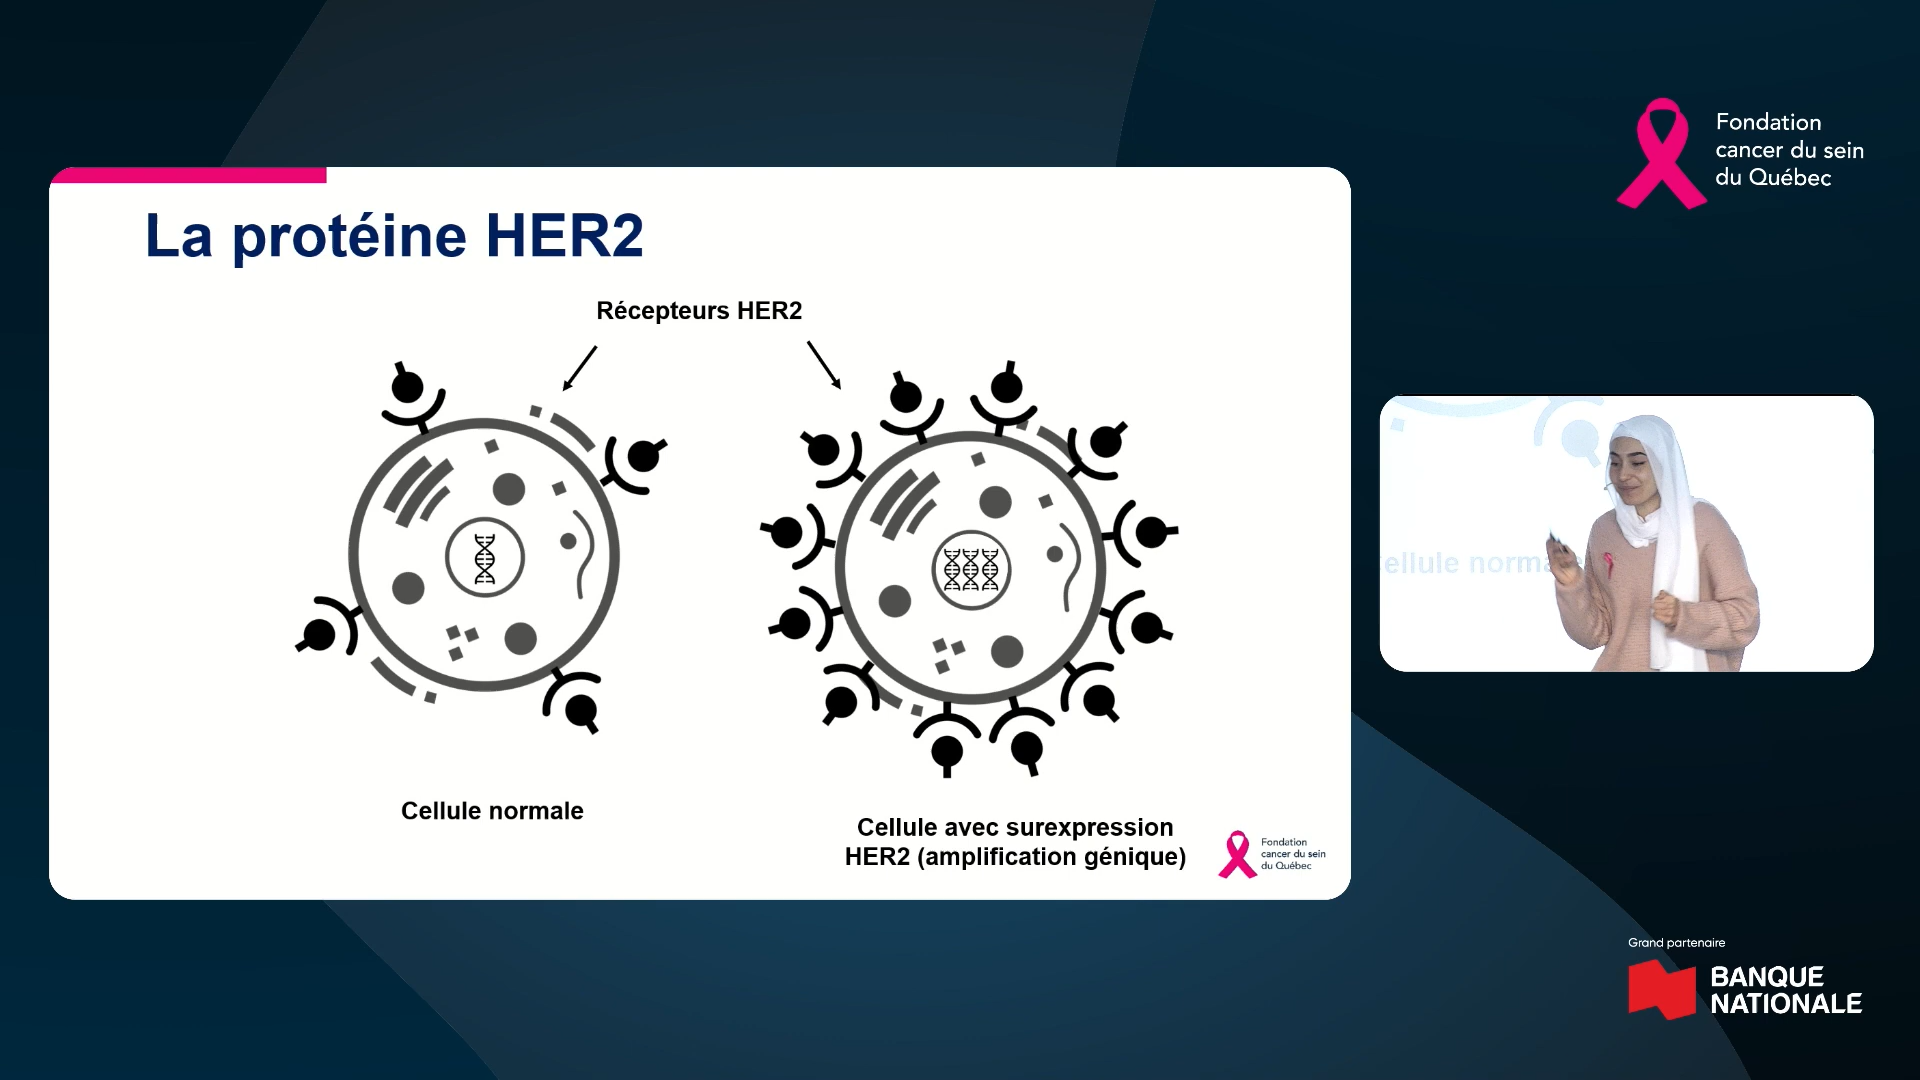 La protéine HER2
Récepteurs HER2
Cellule normale
Cellule avec surexpression
HER2 (amplification génique)
Fondation
cancer du sein
du Québec
Fondation
cancer du sein
du Québec
ellule norma
Grand partenaire
BANQUE
NATIONALE